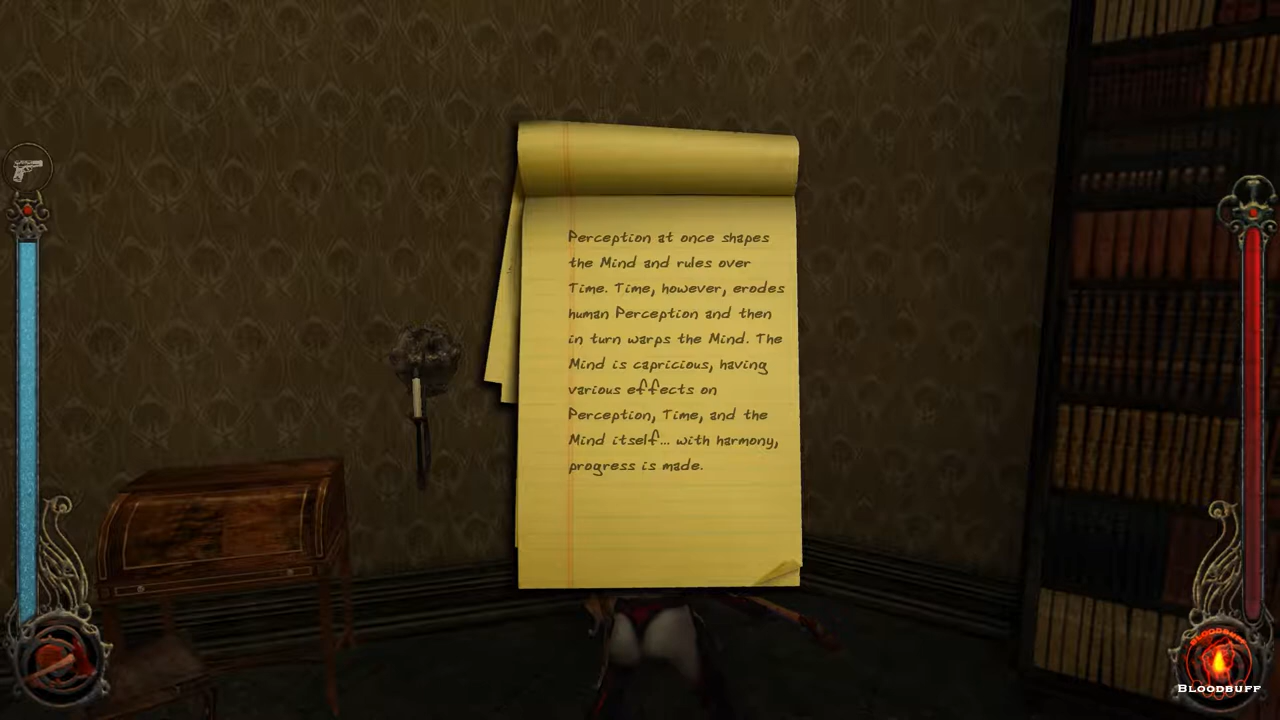 Perception at once shapes
the Mind and rules over
Time. Time, however, erodes
human Perception and then
in turn warps the Mind. The
Mind is capricious, having
various effects on
Perception, Time, and the
Mind itself... with harmony,
progress is made.
BLOODBUFF
BLOODBUFF